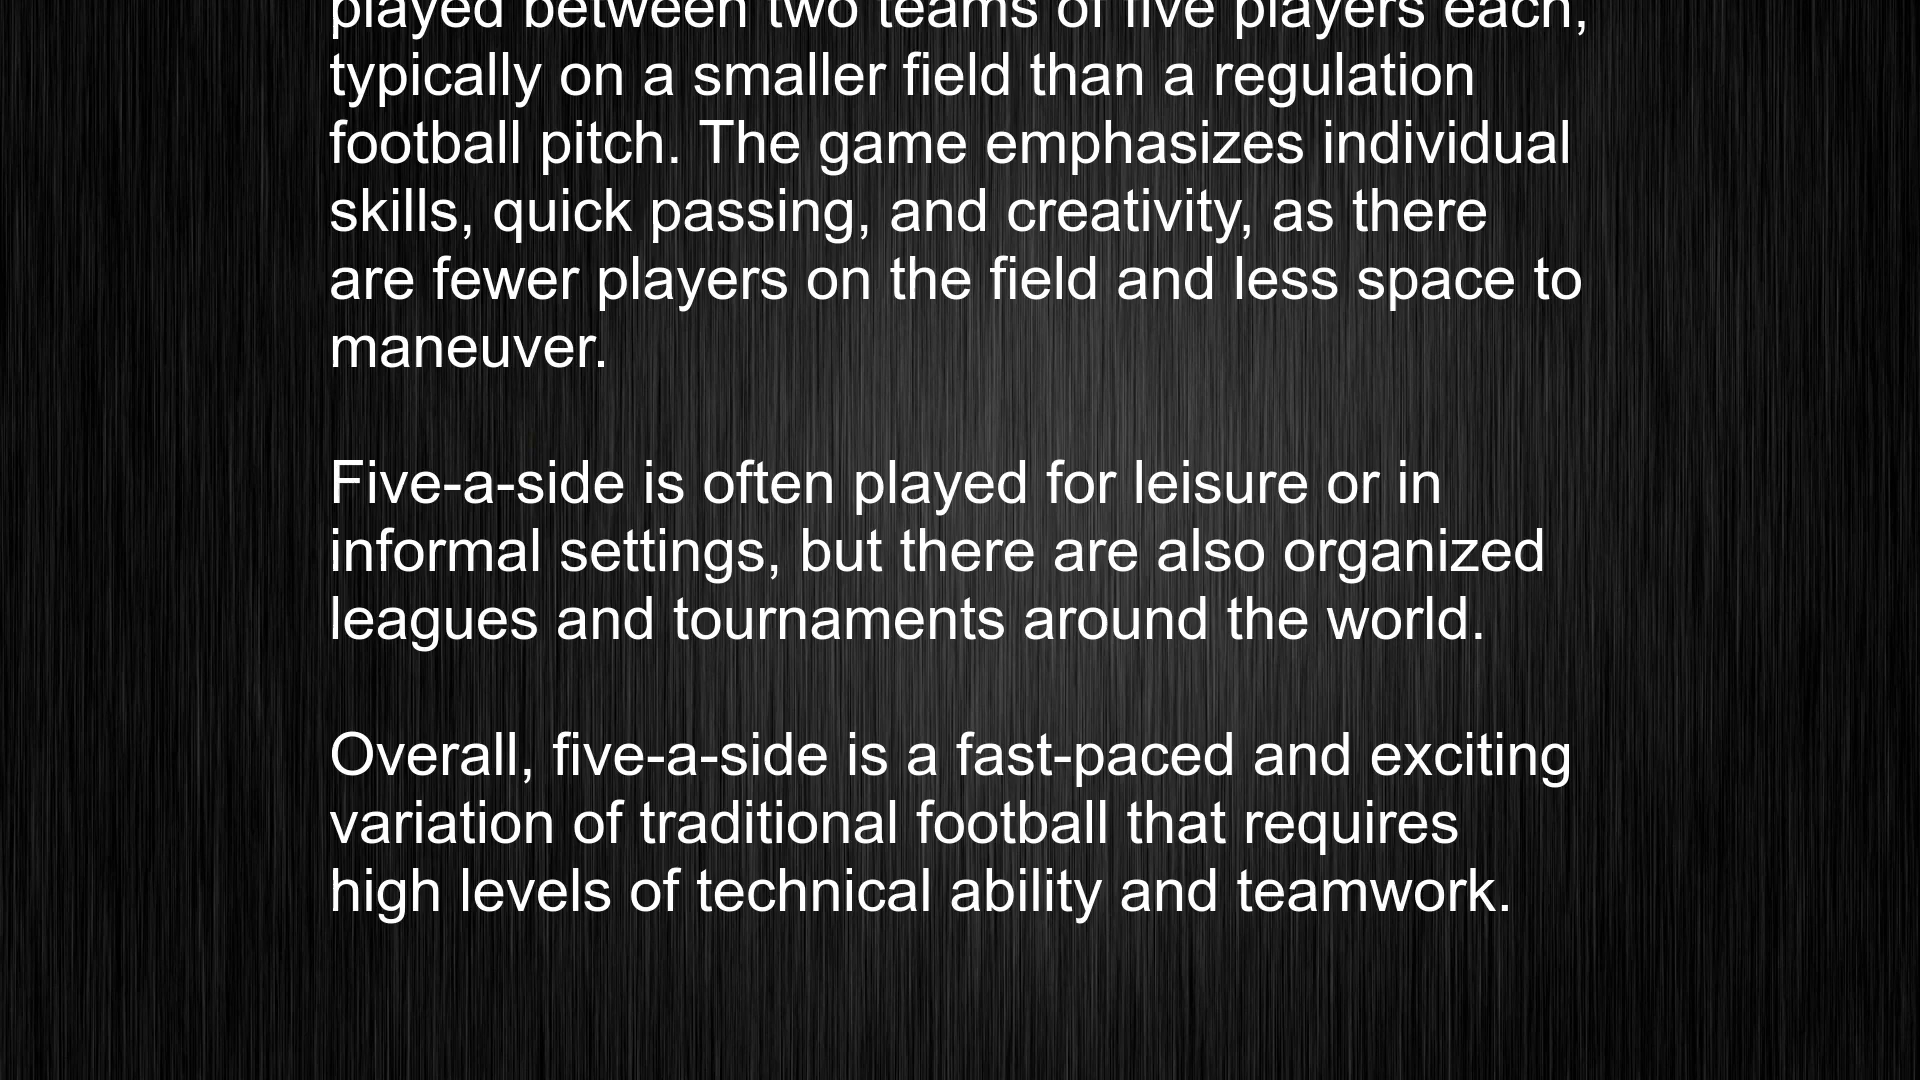 played between two teams of five players each,
typically on a smaller field than a regulation
football pitch. The game emphasizes individual
skills, quick passing, and creativity, as there
are fewer players on the field and less space to
maneuver.
Five-a-side is often played for leisure or in
informal settings, but there are also organized
leagues and tournaments around the world.
Overall, five-a-side is a fast-paced and exciting
variation of traditional football that requires
high levels of technical ability and teamwork.